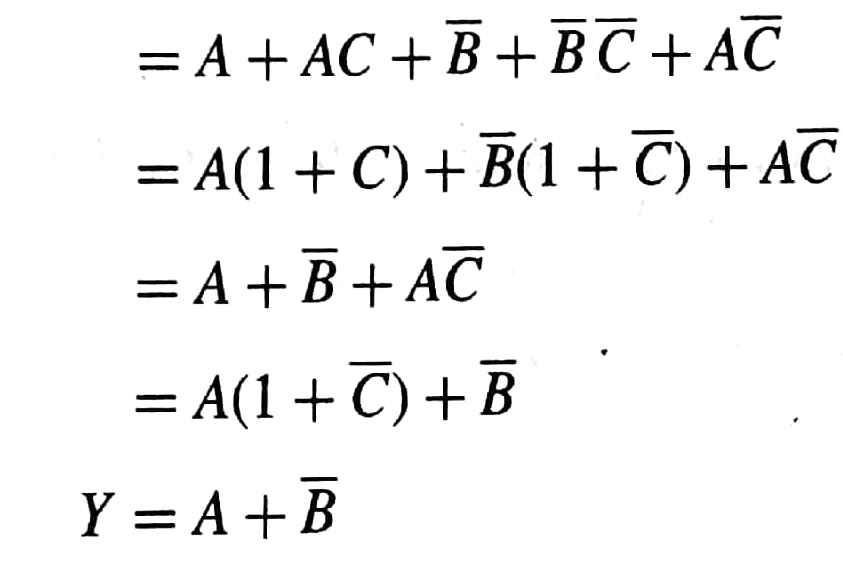 = A + AC + B̅ + B̅ C̅ + AC̅
= A(1 + C) + B̅(1 + C̅) + AC̅
= A + B̅ + AC̅
= A(1 + C̅) + B̅
Y = A + B̅